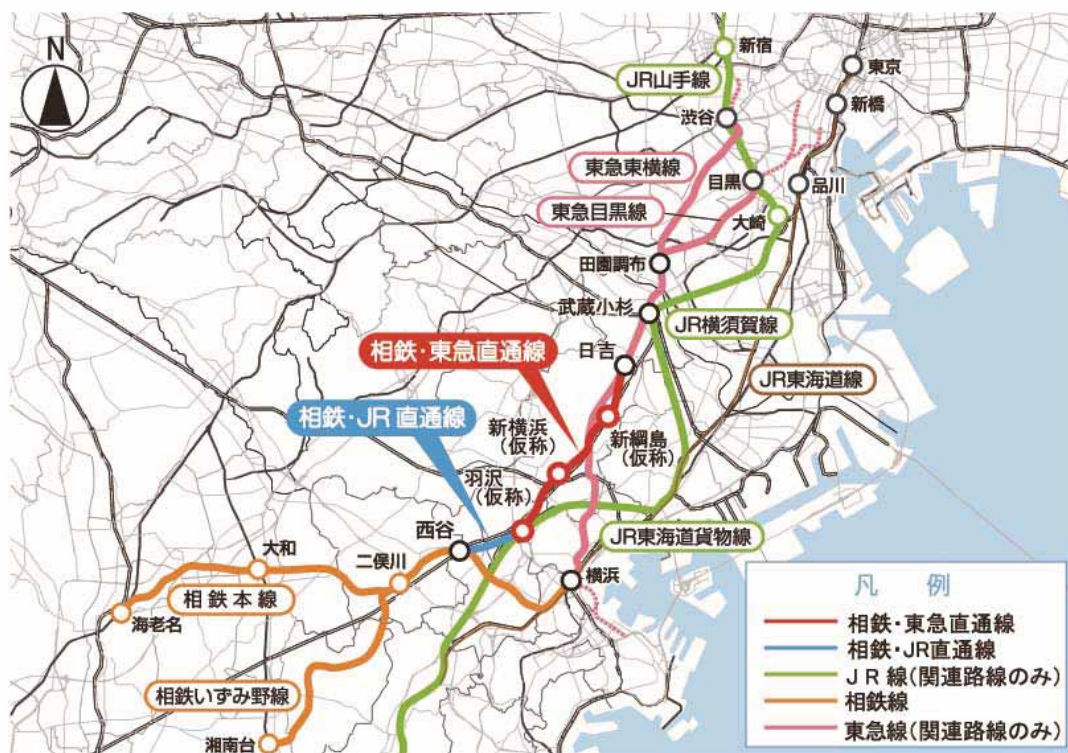 N
新宿
JR山手線
東京
新橋
渋谷
東急東横線
目黒
品川
東急目黒線
大崎
田園調布
武蔵小杉
JR横須賀線
相鉄・東急直通線
日吉
JR東海道線
相鉄・JR直通線
新横浜
(仮称)
新綱島
(仮称)
羽沢
(仮称)
西谷
JR東海道貨物線
大和
二俣川
横浜
相鉄本線
海老名
相鉄いずみ野線
湘南台
凡例
相鉄・東急直通線
相鉄・JR直通線
JR線(関連路線のみ)
相鉄線
東急線(関連路線のみ)